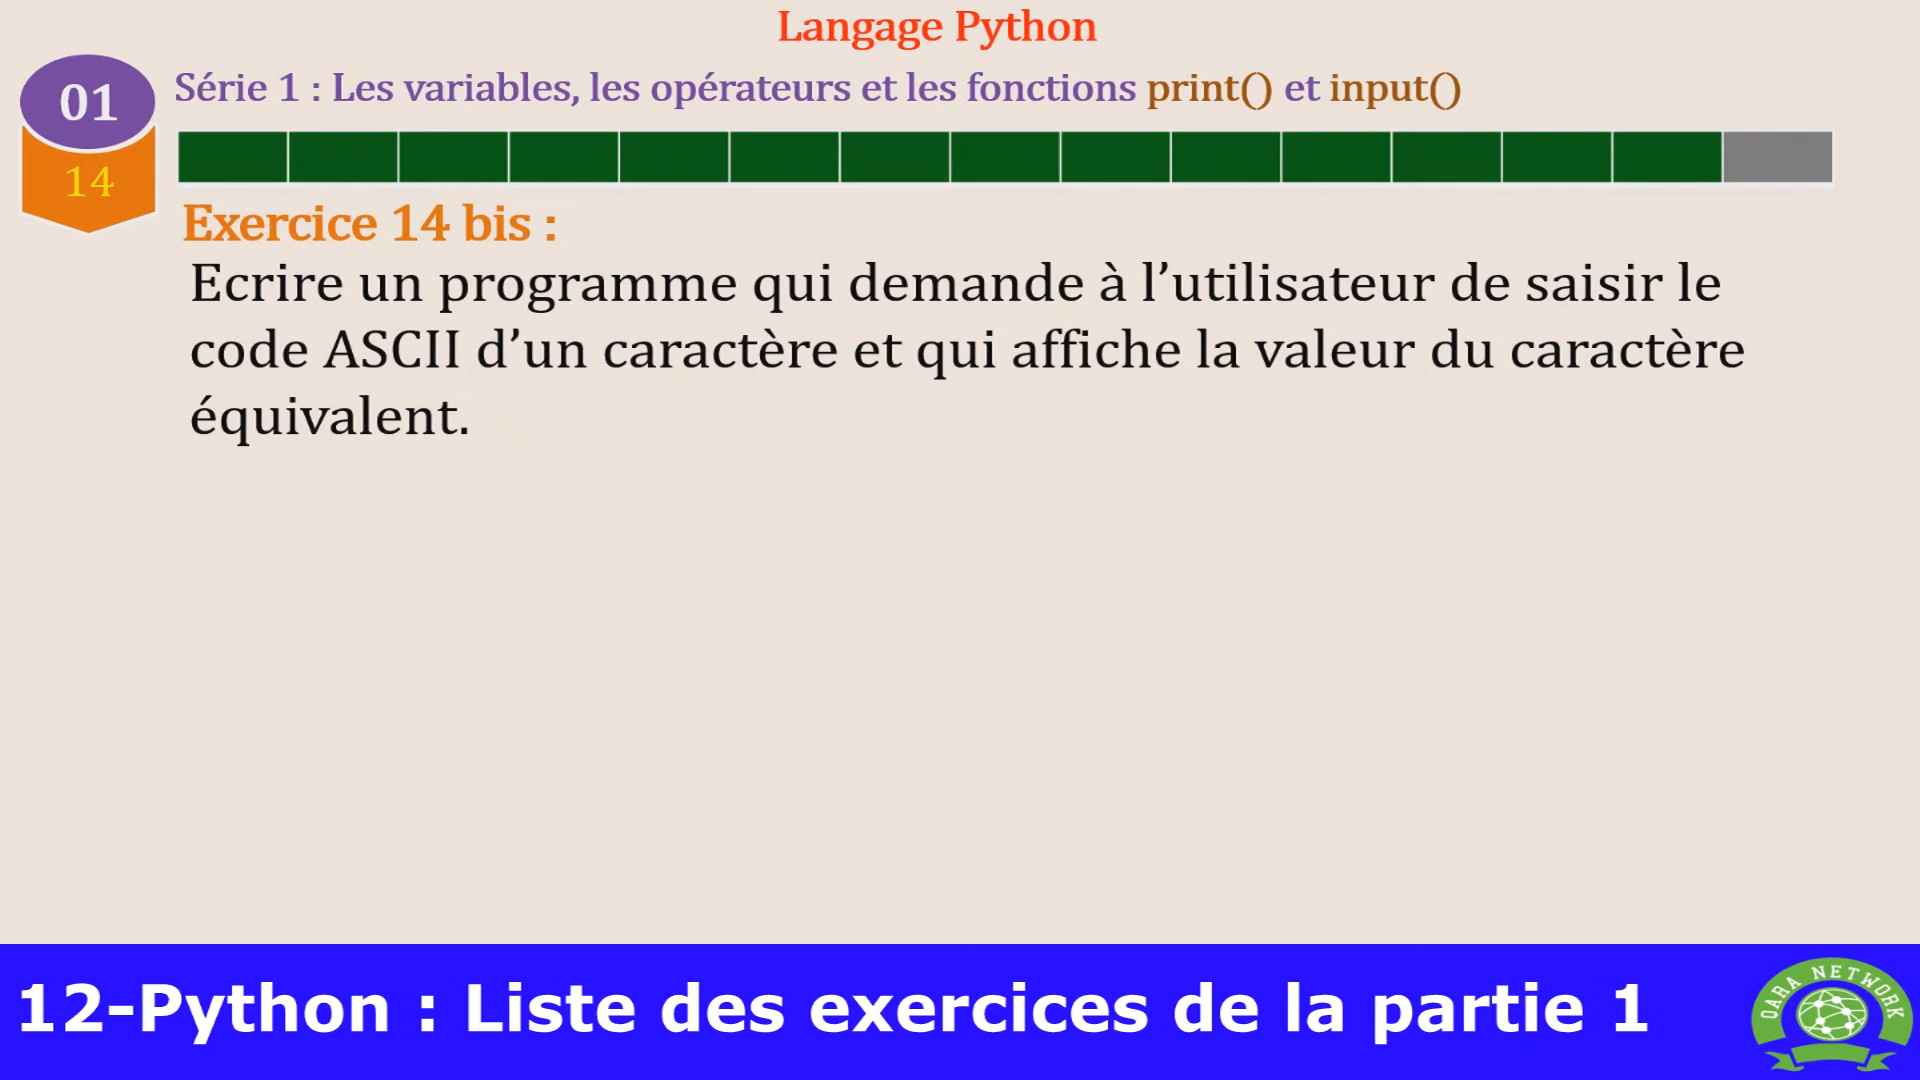 Langage Python
01
Série 1 : Les variables, les opérateurs et les fonctions print() et input()
14
Exercice 14 bis :
Ecrire un programme qui demande à l’utilisateur de saisir le
code ASCII d’un caractère et qui affiche la valeur du caractère
équivalent.
12-Python : Liste des exercices de la partie 1
OARA NETWORK